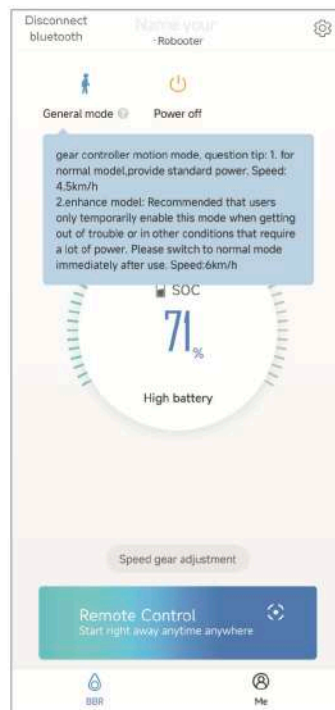 Disconnect
bluetooth
Name your
-Robooter
General mode
Power off
gear controller motion mode, question tip: 1. for
normal model,provide standard power. Speed:
4.5km/h
2.enhance model: Recommended that users
only temporarily enable this mode when getting
out of trouble or in other conditions that require
a lot of power. Please switch to normal mode
immediately after use. Speed:6km/h
SOC
71%
High battery
Speed gear adjustment
Remote Control
Start right away anytime anywhere
BBR
Me